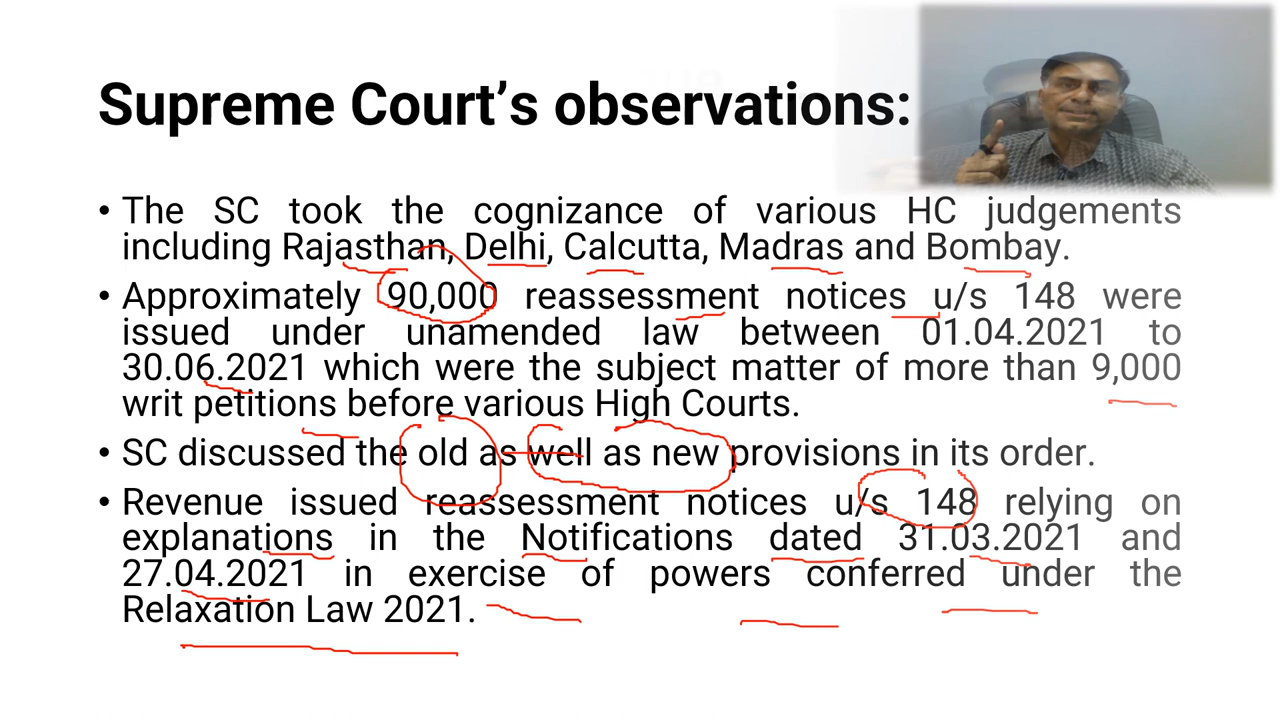 Supreme Court’s observations:
• The SC took the cognizance of various HC judgements
including Rajasthan, Delhi, Calcutta, Madras and Bombay.
• Approximately 90,000 reassessment notices u/s 148 were
issued under unamended law between 01.04.2021 to
30.06.2021 which were the subject matter of more than 9,000
writ petitions before various High Courts.
• SC discussed the old as well as new provisions in its order.
• Revenue issued reassessment notices u/s 148 relying on
explanations in the Notifications dated 31.03.2021 and
27.04.2021 in exercise of powers conferred under the
Relaxation Law 2021.